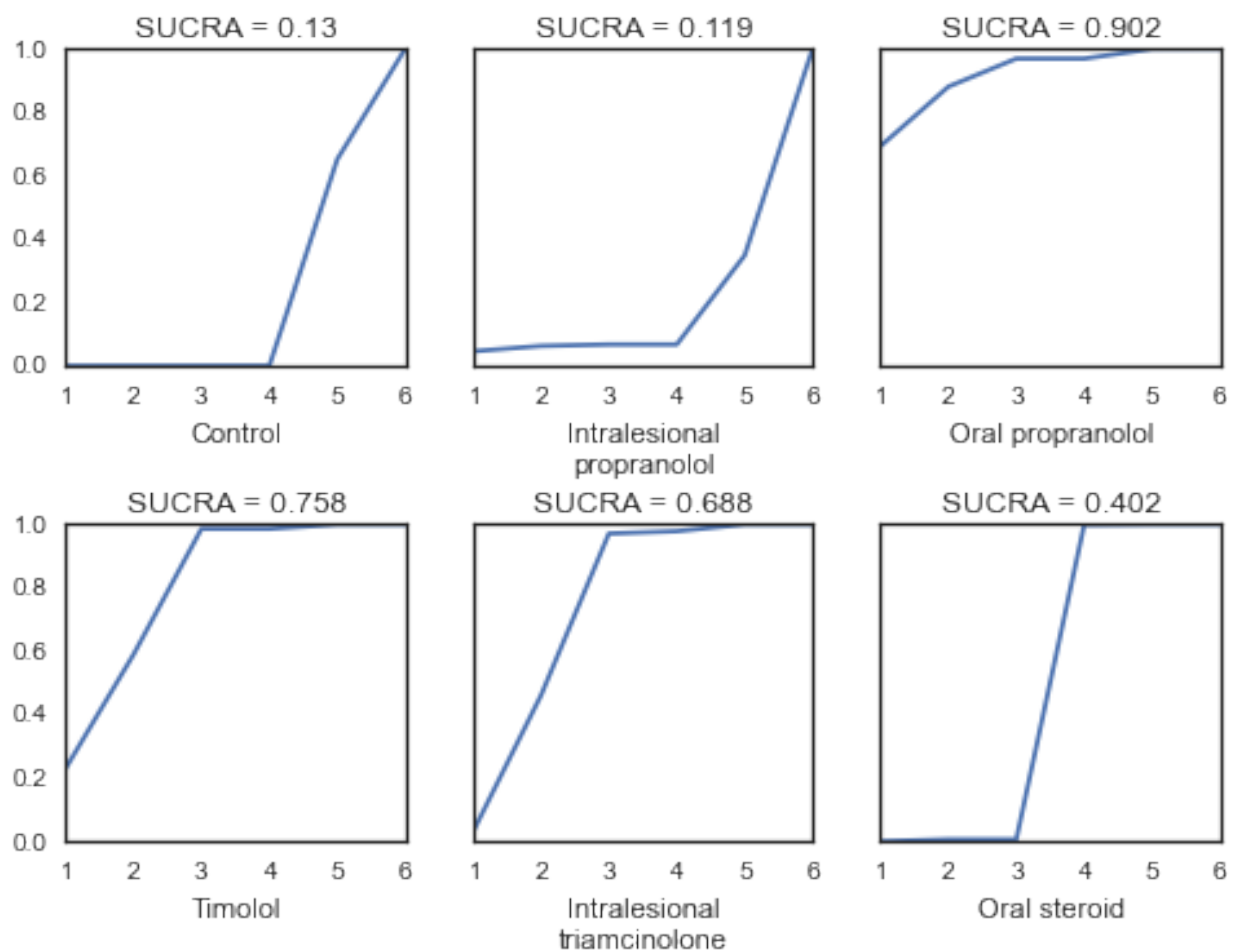 SUCRA = 0.13
SUCRA = 0.119
SUCRA = 0.902
1.0
0.8
0.6
0.4
0.2
0.0
1 2 3 4 5 6
1 2 3 4 5 6
1 2 3 4 5 6
Control
Intralesional
propranolol
Oral propranolol
SUCRA = 0.758
SUCRA = 0.688
SUCRA = 0.402
1.0
0.8
0.6
0.4
0.2
0.0
1 2 3 4 5 6
1 2 3 4 5 6
1 2 3 4 5 6
Timolol
Intralesional
triamcinolone
Oral steroid